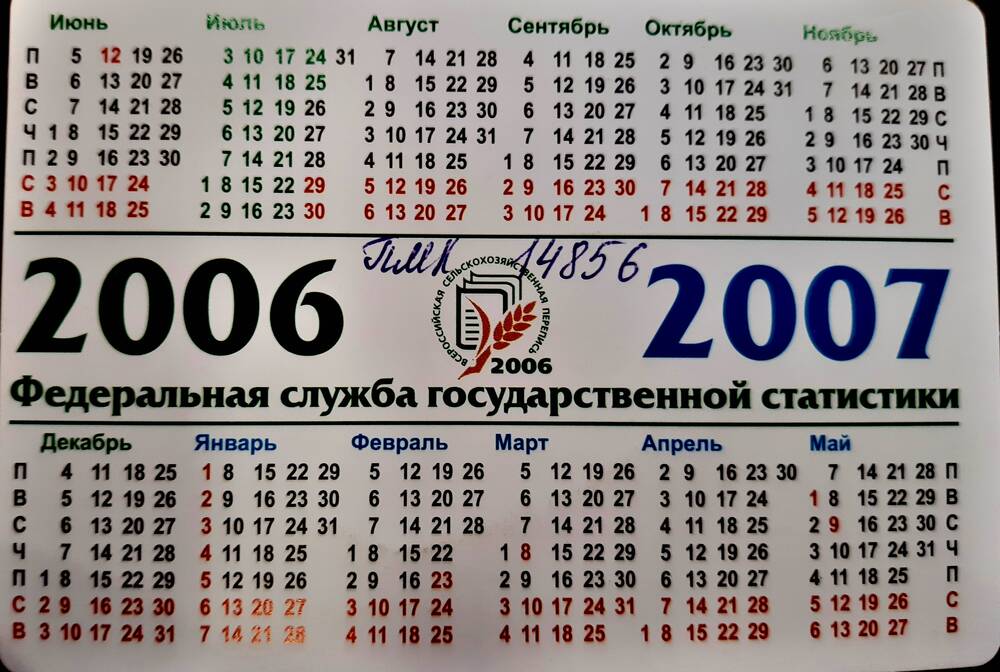 Июнь Июль Август Сентябрь Октябрь Ноябрь
П 5 12 19 26 3 10 17 24 31 7 14 21 28 4 11 18 25 2 9 16 23 30 6 13 20 27 П
В 6 13 20 27 4 11 18 25 1 8 15 22 29 5 12 19 26 3 10 17 24 31 7 14 21 28 В
С 7 14 21 28 5 12 19 26 2 9 16 23 30 6 13 20 27 4 11 18 25 1 8 15 22 29 С
Ч 1 8 15 22 29 6 13 20 27 3 10 17 24 31 7 14 21 28 5 12 19 26 2 9 16 23 30 Ч
П 2 9 16 23 30 7 14 21 28 4 11 18 25 1 8 15 22 29 6 13 20 27 3 10 17 24 П
С 3 10 17 24 1 8 15 22 29 5 12 19 26 2 9 16 23 30 7 14 21 28 4 11 18 25 С
В 4 11 18 25 2 9 16 23 30 6 13 20 27 3 10 17 24 1 8 15 22 29 5 12 19 26 В
ПМК 14856
2006 ВСЕРОССИЙСКАЯ СЕЛЬСКОХОЗЯЙСТВЕННАЯ ПЕРЕПИСЬ 2006 2007
Федеральная служба государственной статистики
Декабрь Январь Февраль Март Апрель Май
П 4 11 18 25 1 8 15 22 29 5 12 19 26 5 12 19 26 2 9 16 23 30 7 14 21 28 П
В 5 12 19 26 2 9 16 23 30 6 13 20 27 6 13 20 27 3 10 17 24 1 8 15 22 29 В
С 6 13 20 27 3 10 17 24 31 7 14 21 28 7 14 21 28 4 11 18 25 2 9 16 23 30 С
Ч 7 14 21 28 4 11 18 25 1 8 15 22 1 8 15 22 29 5 12 19 26 3 10 17 24 31 Ч
П 1 8 15 22 29 5 12 19 26 2 9 16 23 2 9 16 23 30 6 13 20 27 4 11 18 25 П
С 2 9 16 23 30 6 13 20 27 3 10 17 24 3 10 17 24 31 7 14 21 28 5 12 19 26 С
В 3 10 17 24 31 7 14 21 28 4 11 18 25 4 11 18 25 1 8 15 22 29 6 13 20 27 В